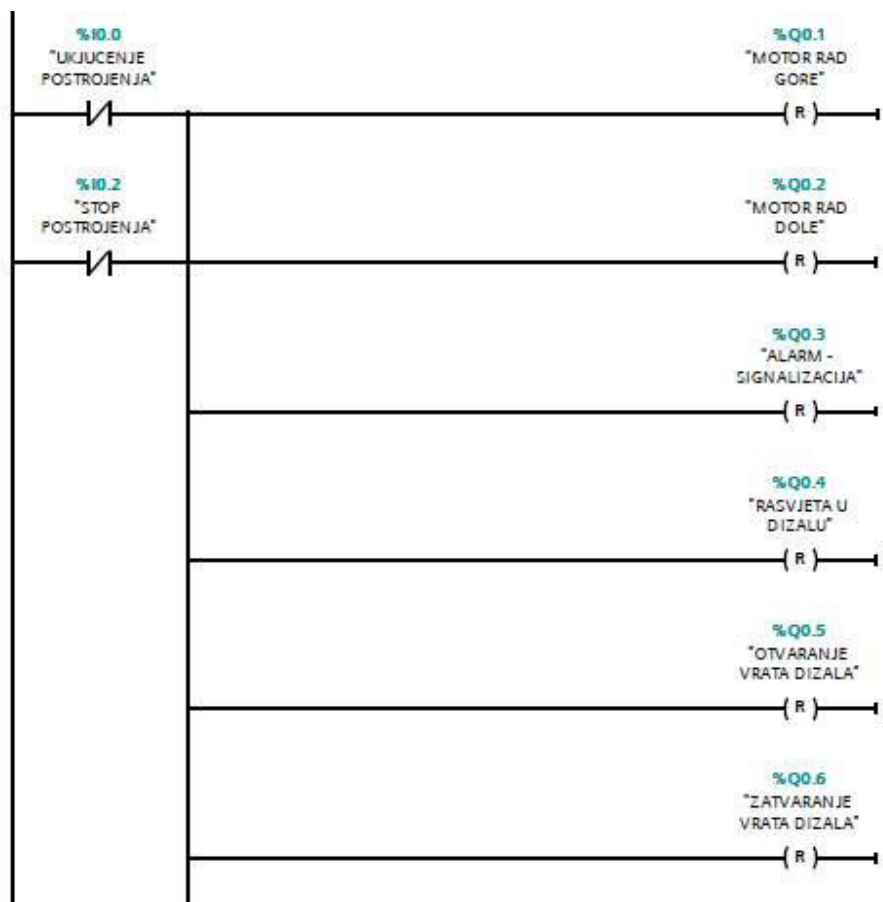 %I0.0
"UKJUCENJE
POSTROJENJA"
%Q0.1
"MOTOR RAD
GORE"
( R )
%I0.2
"STOP
POSTROJENJA"
%Q0.2
"MOTOR RAD
DOLE"
( R )
%Q0.3
"ALARM -
SIGNALIZACIJA"
( R )
%Q0.4
"RASVJETA U
DIZALU"
( R )
%Q0.5
"OTVARANJE
VRATA DIZALA"
( R )
%Q0.6
"ZATVARANJE
VRATA DIZALA"
( R )